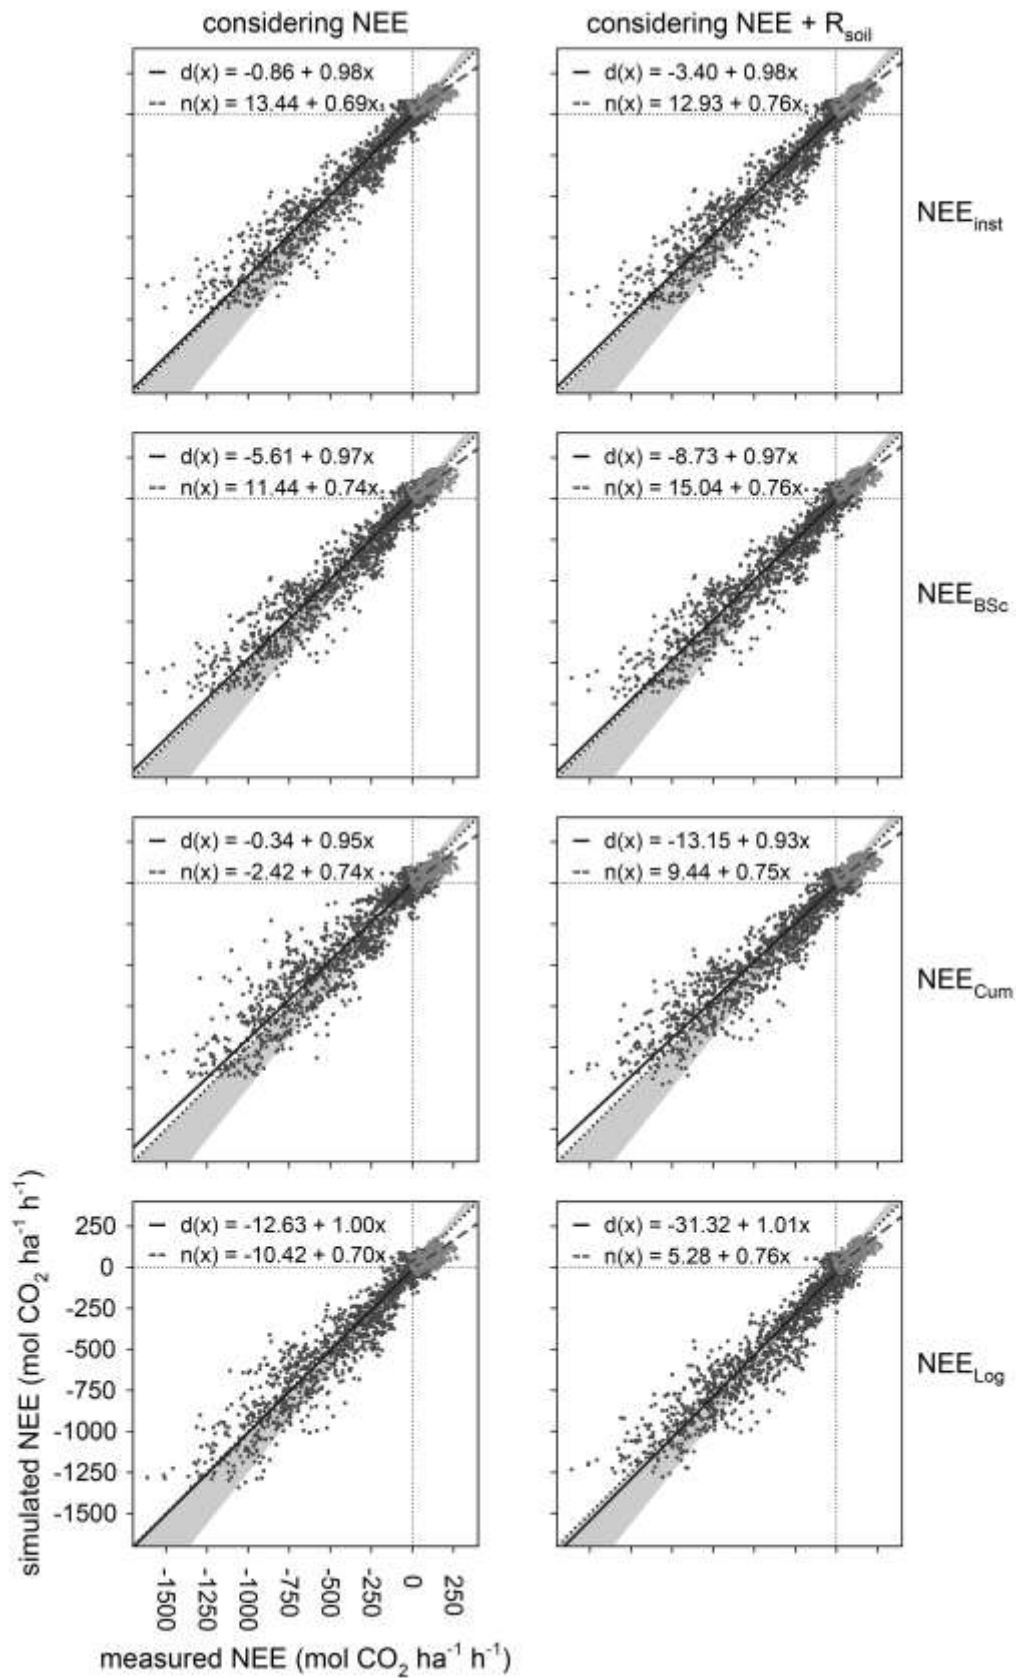 considering NEE
considering NEE + Rsoil
d(x) = -0.86 + 0.98x
n(x) = 13.44 + 0.69x
d(x) = -3.40 + 0.98x
n(x) = 12.93 + 0.76x
NEEinst
d(x) = -5.61 + 0.97x
n(x) = 11.44 + 0.74x
d(x) = -8.73 + 0.97x
n(x) = 15.04 + 0.76x
NEEBSc
d(x) = -0.34 + 0.95x
n(x) = -2.42 + 0.74x
d(x) = -13.15 + 0.93x
n(x) = 9.44 + 0.75x
NEECum
d(x) = -12.63 + 1.00x
n(x) = -10.42 + 0.70x
d(x) = -31.32 + 1.01x
n(x) = 5.28 + 0.76x
NEELog
simulated NEE (mol CO2 ha-1 h-1)
250
0
-250
-500
-750
-1000
-1250
-1500
-1500
-1250
-1000
-750
-500
-250
0
250
measured NEE (mol CO2 ha-1 h-1)